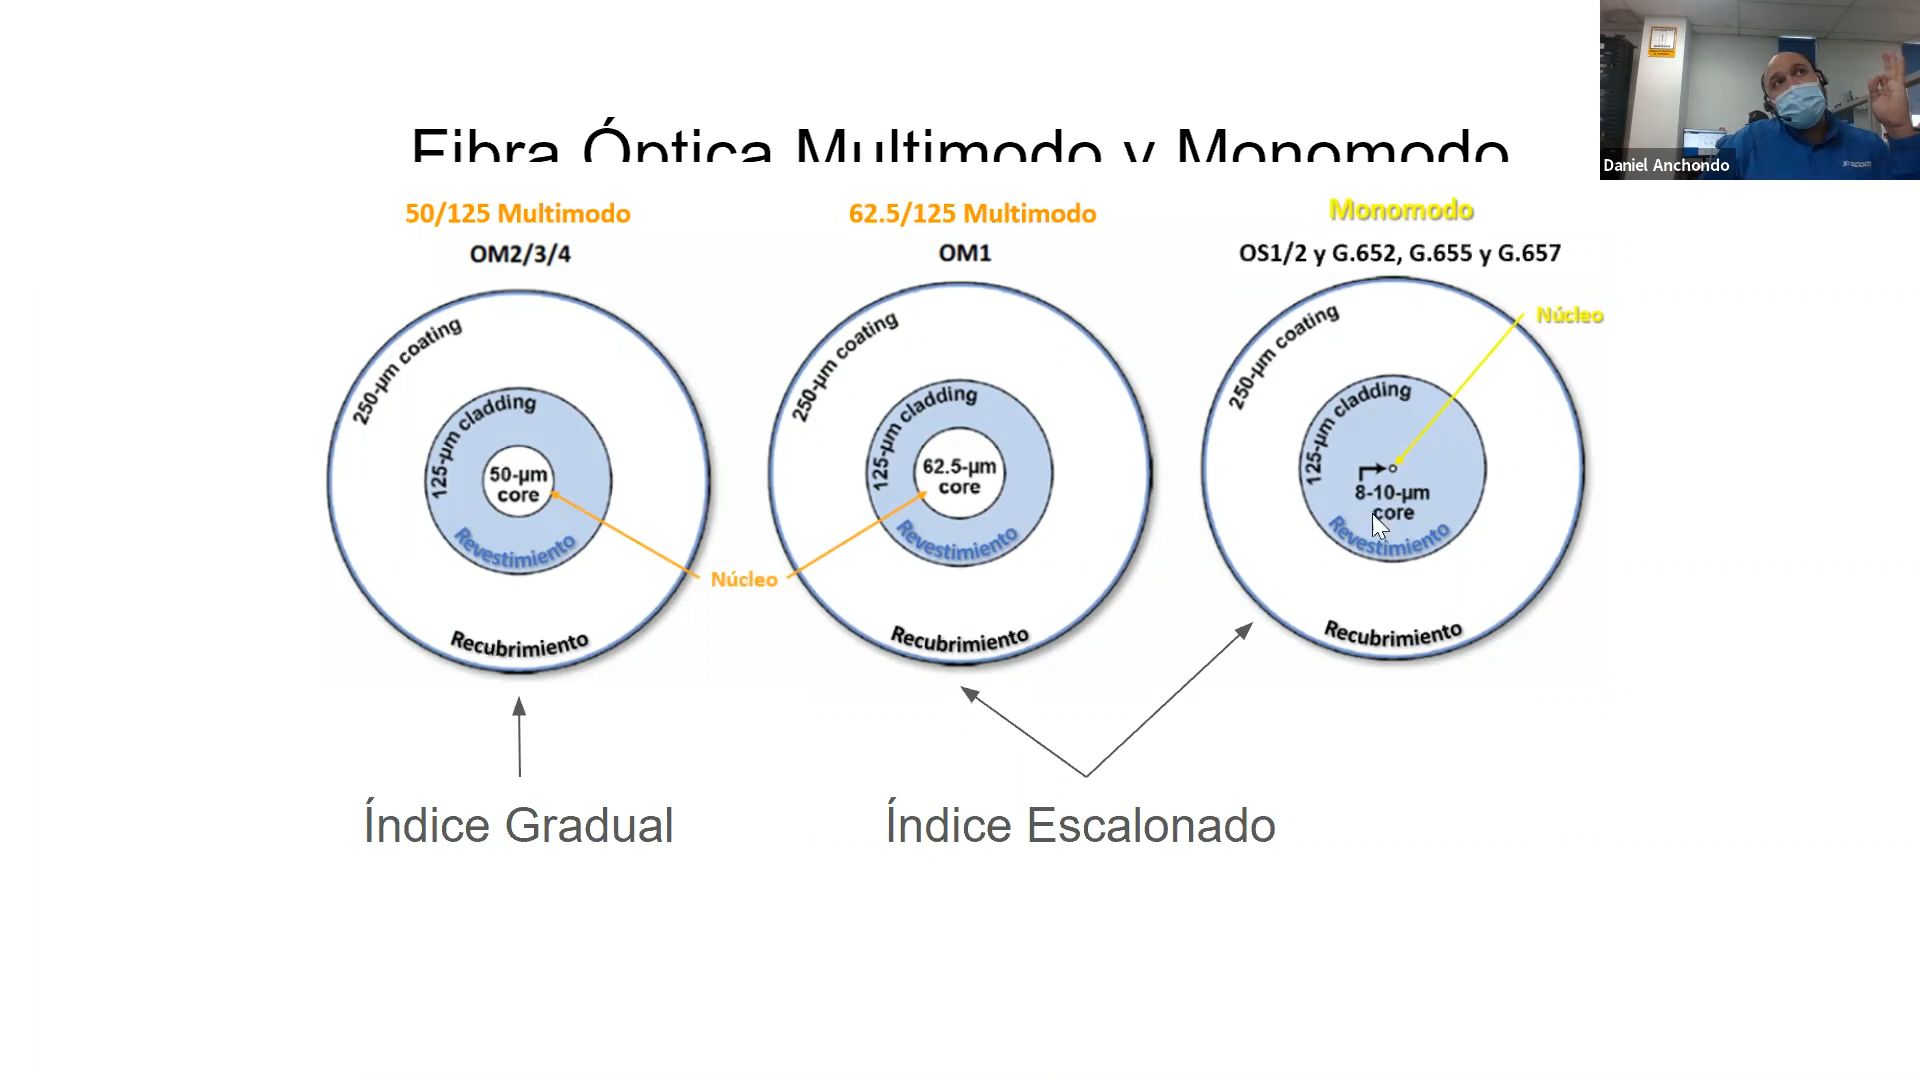 Fibra Óptica Multimodo y Monomodo
Daniel Anchondo
50/125 Multimodo
OM2/3/4
250-µm coating
125-µm cladding
50-µm
core
Revestimiento
Recubrimiento
Núcleo
62.5/125 Multimodo
OM1
250-µm coating
125-µm cladding
62.5-µm
core
Revestimiento
Recubrimiento
Monomodo
OS1/2 y G.652, G.655 y G.657
Núcleo
250-µm coating
125-µm cladding
8-10-µm
core
Revestimiento
Recubrimiento
Índice Gradual
Índice Escalonado